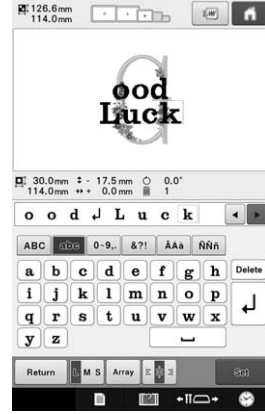 126.6mm
114.0mm
G
ood
Luck
30.0mm - 17.5mm 0.0°
114.0mm + 0.0mm 1
o o d ↲ L u c k
ABC abc 0-9,. &?! ÄAà ÑÑñ
a b c d e f g h Delete
i j k l m n o p
q r s t u v w x
y z
Return L M S Array Set